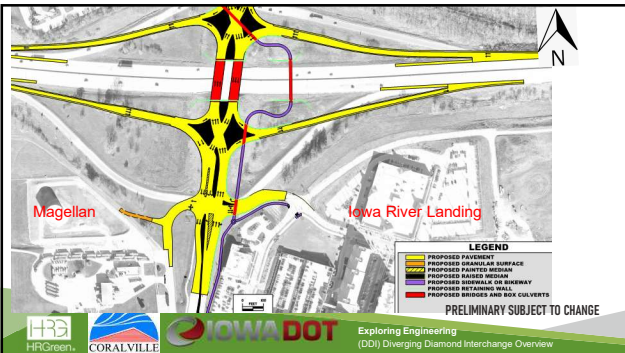 N
Magellan
Iowa River Landing
LEGEND
PROPOSED PAVEMENT
PROPOSED GRANULAR SURFACE
PROPOSED PAINTED MEDIAN
PROPOSED RAISED MEDIAN
PROPOSED SIDEWALK OR BIKEWAY
PROPOSED RETAINING WALL
PROPOSED BRIDGES AND BOX CULVERTS
FEET
PRELIMINARY SUBJECT TO CHANGE
HRGreen.
CORALVILLE
IOWADOT
Exploring Engineering
(DDI) Diverging Diamond Interchange Overview